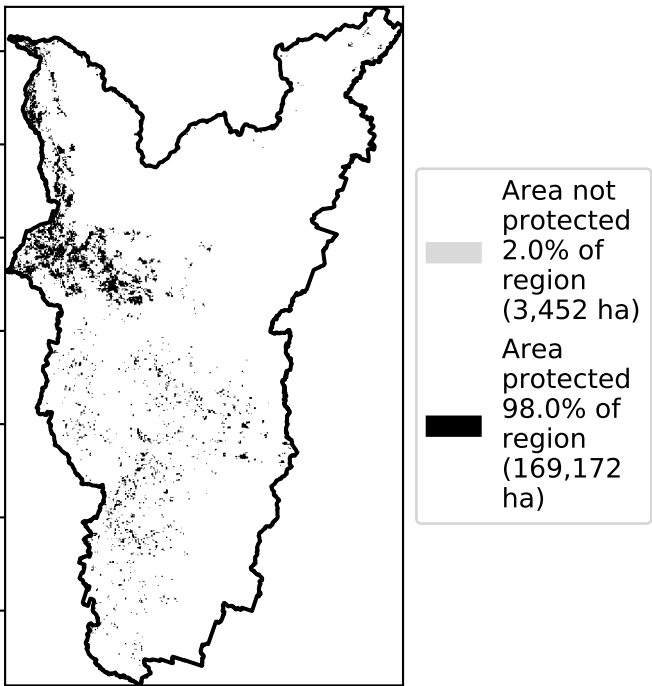 Area not
protected
2.0% of
region
(3,452 ha)
Area
protected
98.0% of
region
(169,172
ha)